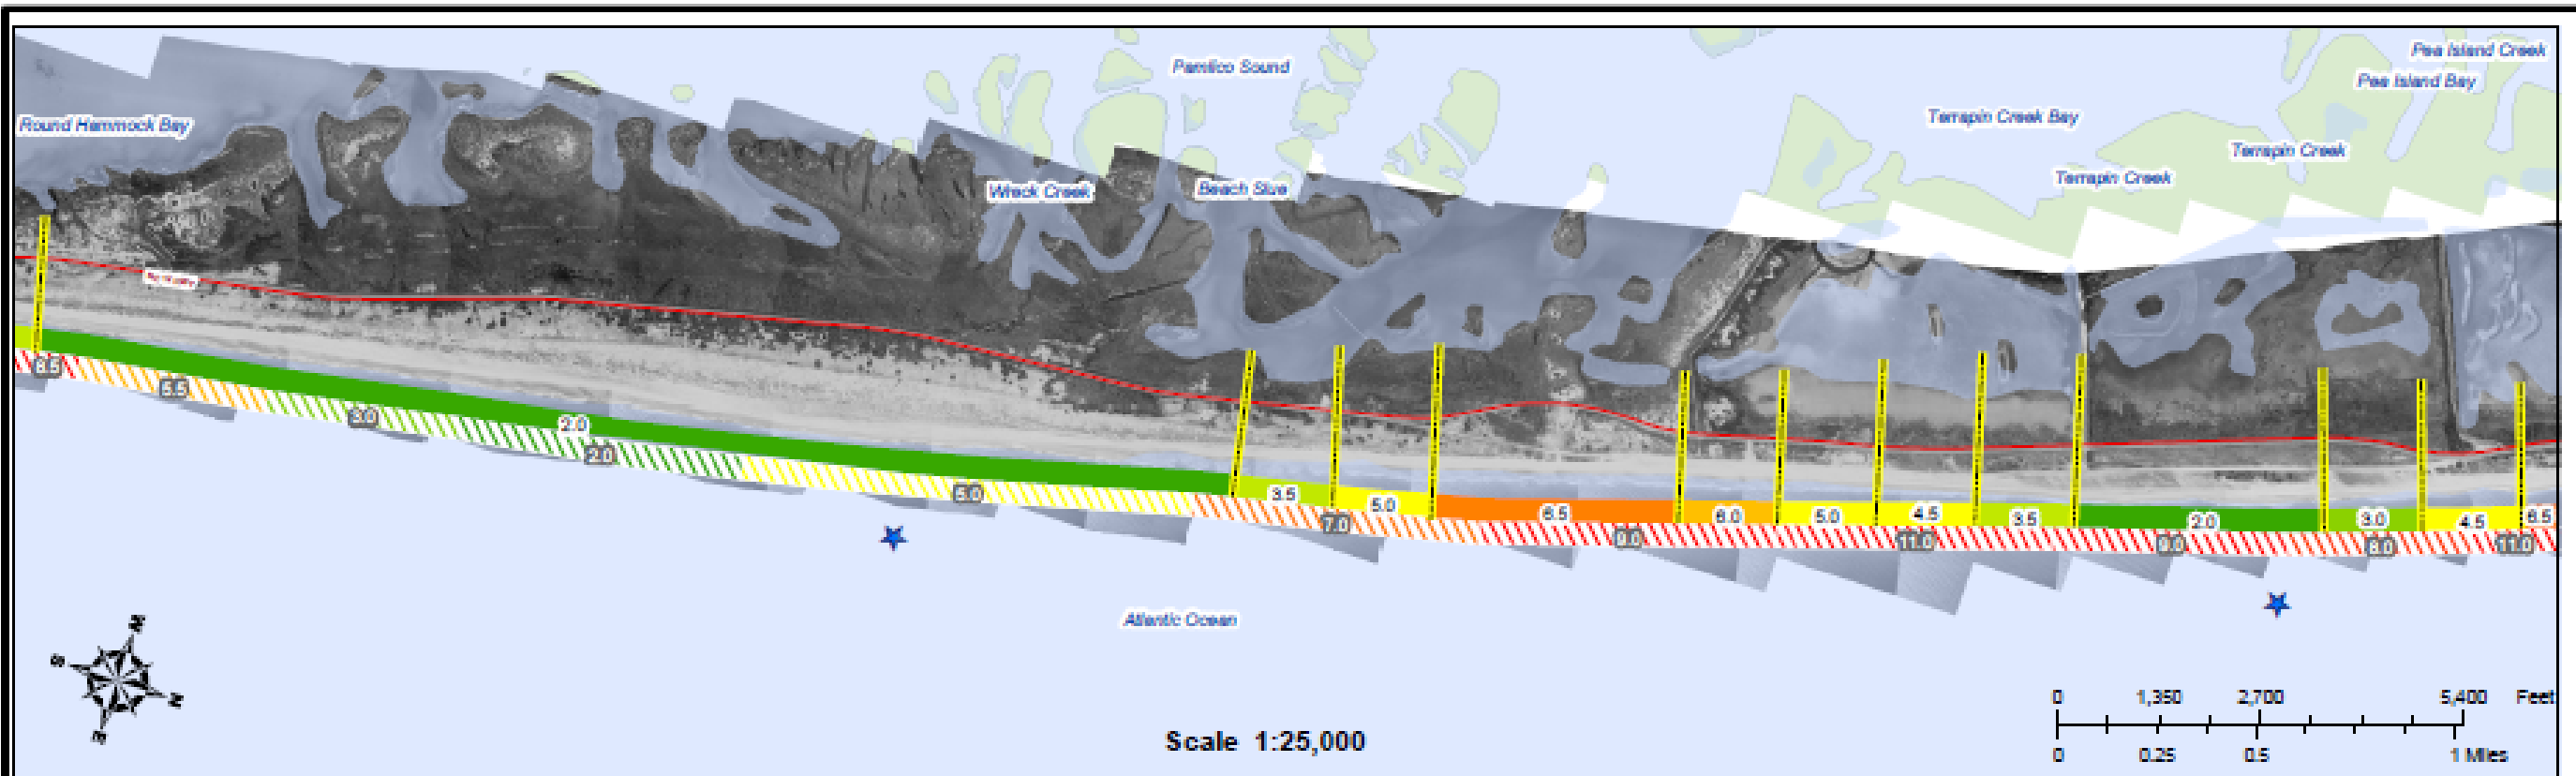 Pea Island Creek
Pamlico Sound
Pea Island Bay
Terrapin Creek Bay
Round Hammock Bay
Terrapin Creek
Terrapin Creek
Wreck Creek
Beach Slue
8.5
5.5
3.0
2.0
2.0
5.0
3.5
5.0
7.0
6.5
9.0
6.0
5.0
4.5
11.0
3.5
2.0
9.0
3.0
8.0
4.5
11.0
6.5
Atlantic Ocean
N
S
N
E
0 1,350 2,700 5,400 Feet
0 0.25 0.5 1 Miles
Scale 1:25,000